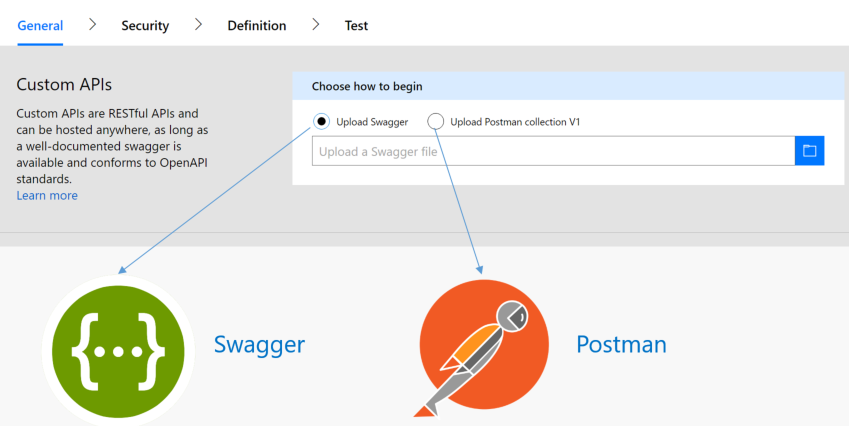 General > Security > Definition > Test
Custom APIs
Custom APIs are RESTful APIs and
can be hosted anywhere, as long as
a well-documented swagger is
available and conforms to OpenAPI
standards.
Learn more
Choose how to begin
Upload Swagger Upload Postman collection V1
Upload a Swagger file
{...}
Swagger
Postman